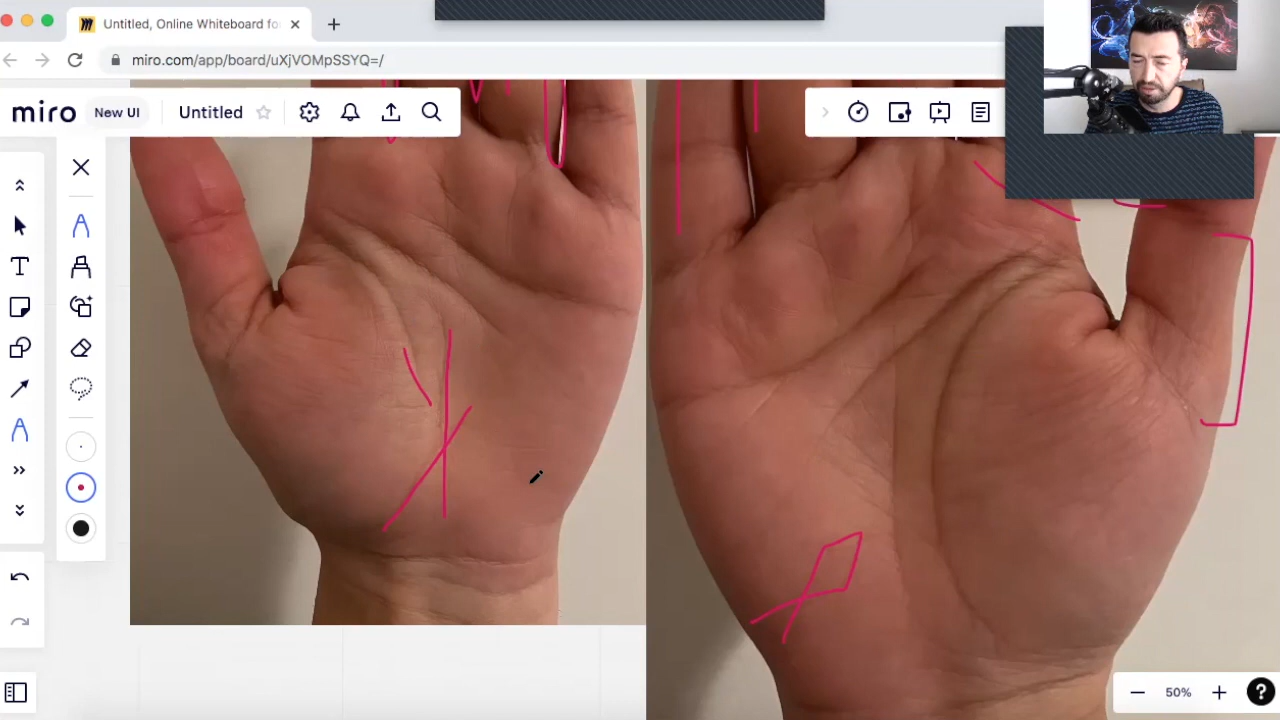 Untitled, Online Whiteboard fo
miro.com/app/board/uXjVOMpSSYQ=/
miro
New UI
Untitled
50%
?